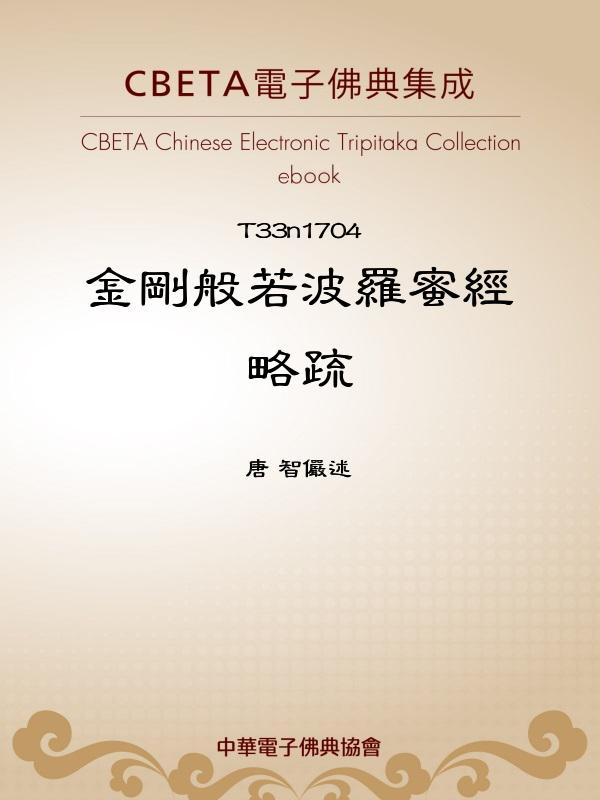 CBETA電子佛典集成
CBETA Chinese Electronic Tripitaka Collection
ebook
T33n1704
金剛般若波羅蜜經
略疏
唐 智儼述
中華電子佛典協會